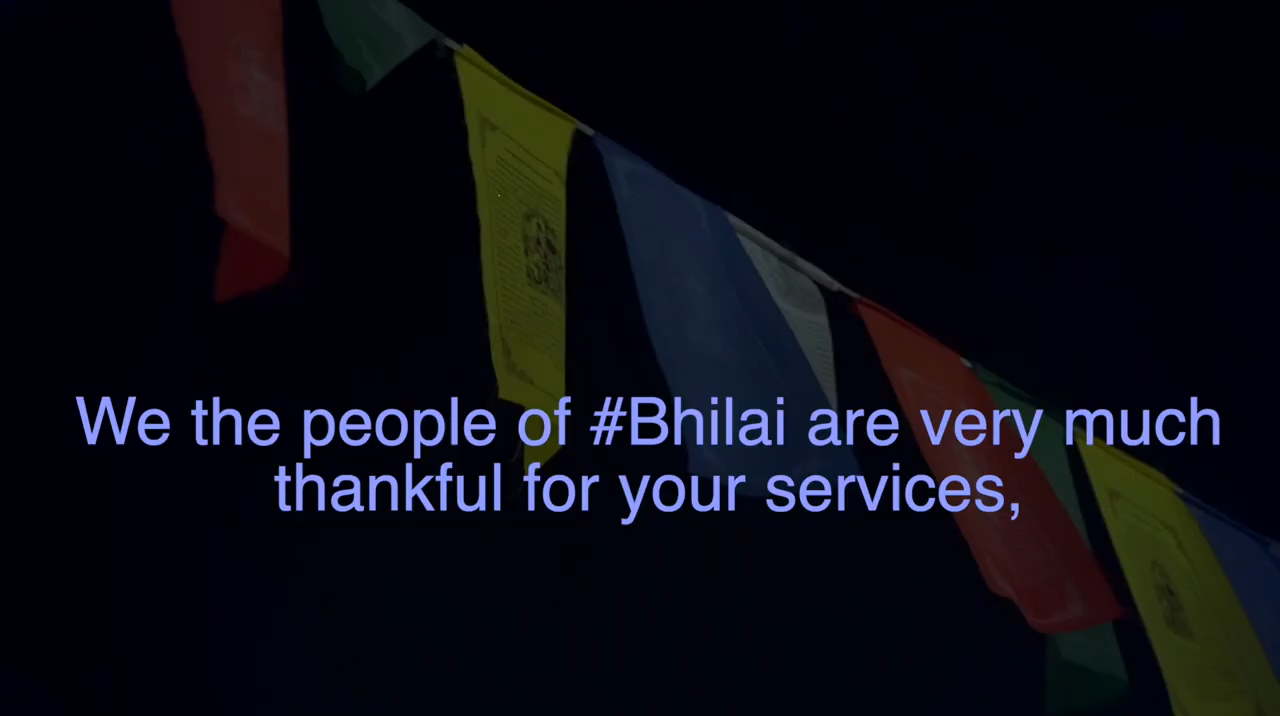 We the people of #Bhilai are very much
thankful for your services,